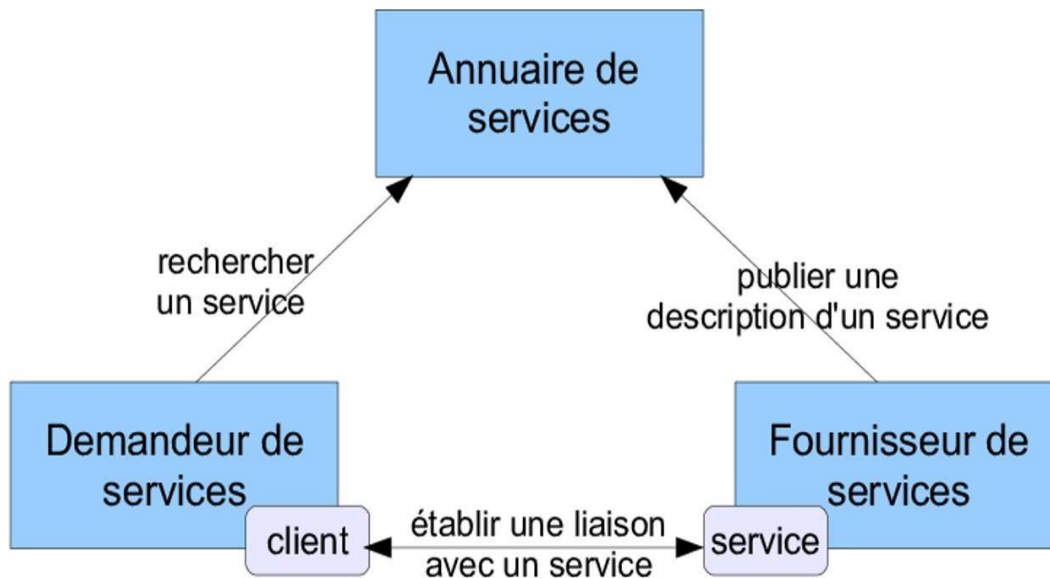 Annuaire de
services
rechercher
un service
publier une
description d'un service
Demandeur de
services
Fournisseur de
services
client
établir une liaison
avec un service
service